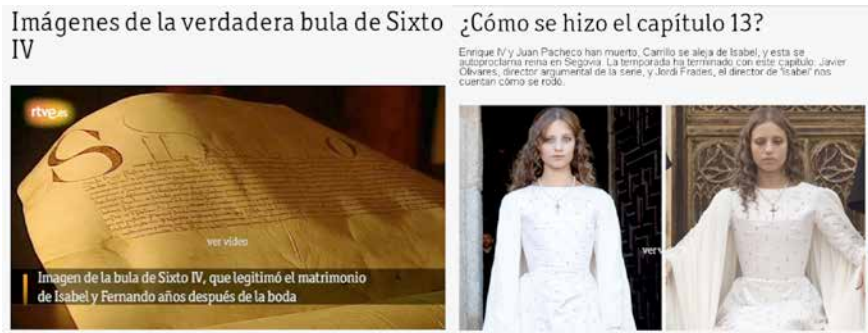 Imágenes de la verdadera bula de Sixto
IV
rtve.es
ver vídeo
Imagen de la bula de Sixto IV, que legitimó el matrimonio
de Isabel y Fernando años después de la boda
¿Cómo se hizo el capítulo 13?
Enrique IV y Juan Pacheco han muerto, Carrillo se aleja de Isabel, y esta se
autoproclama reina en Segovia. La temporada ha terminado con este capítulo: Javier
Olivares, director argumental de la serie, y Jordi Frades, el director de 'Isabel' nos
cuentan cómo se rodó.
ver v